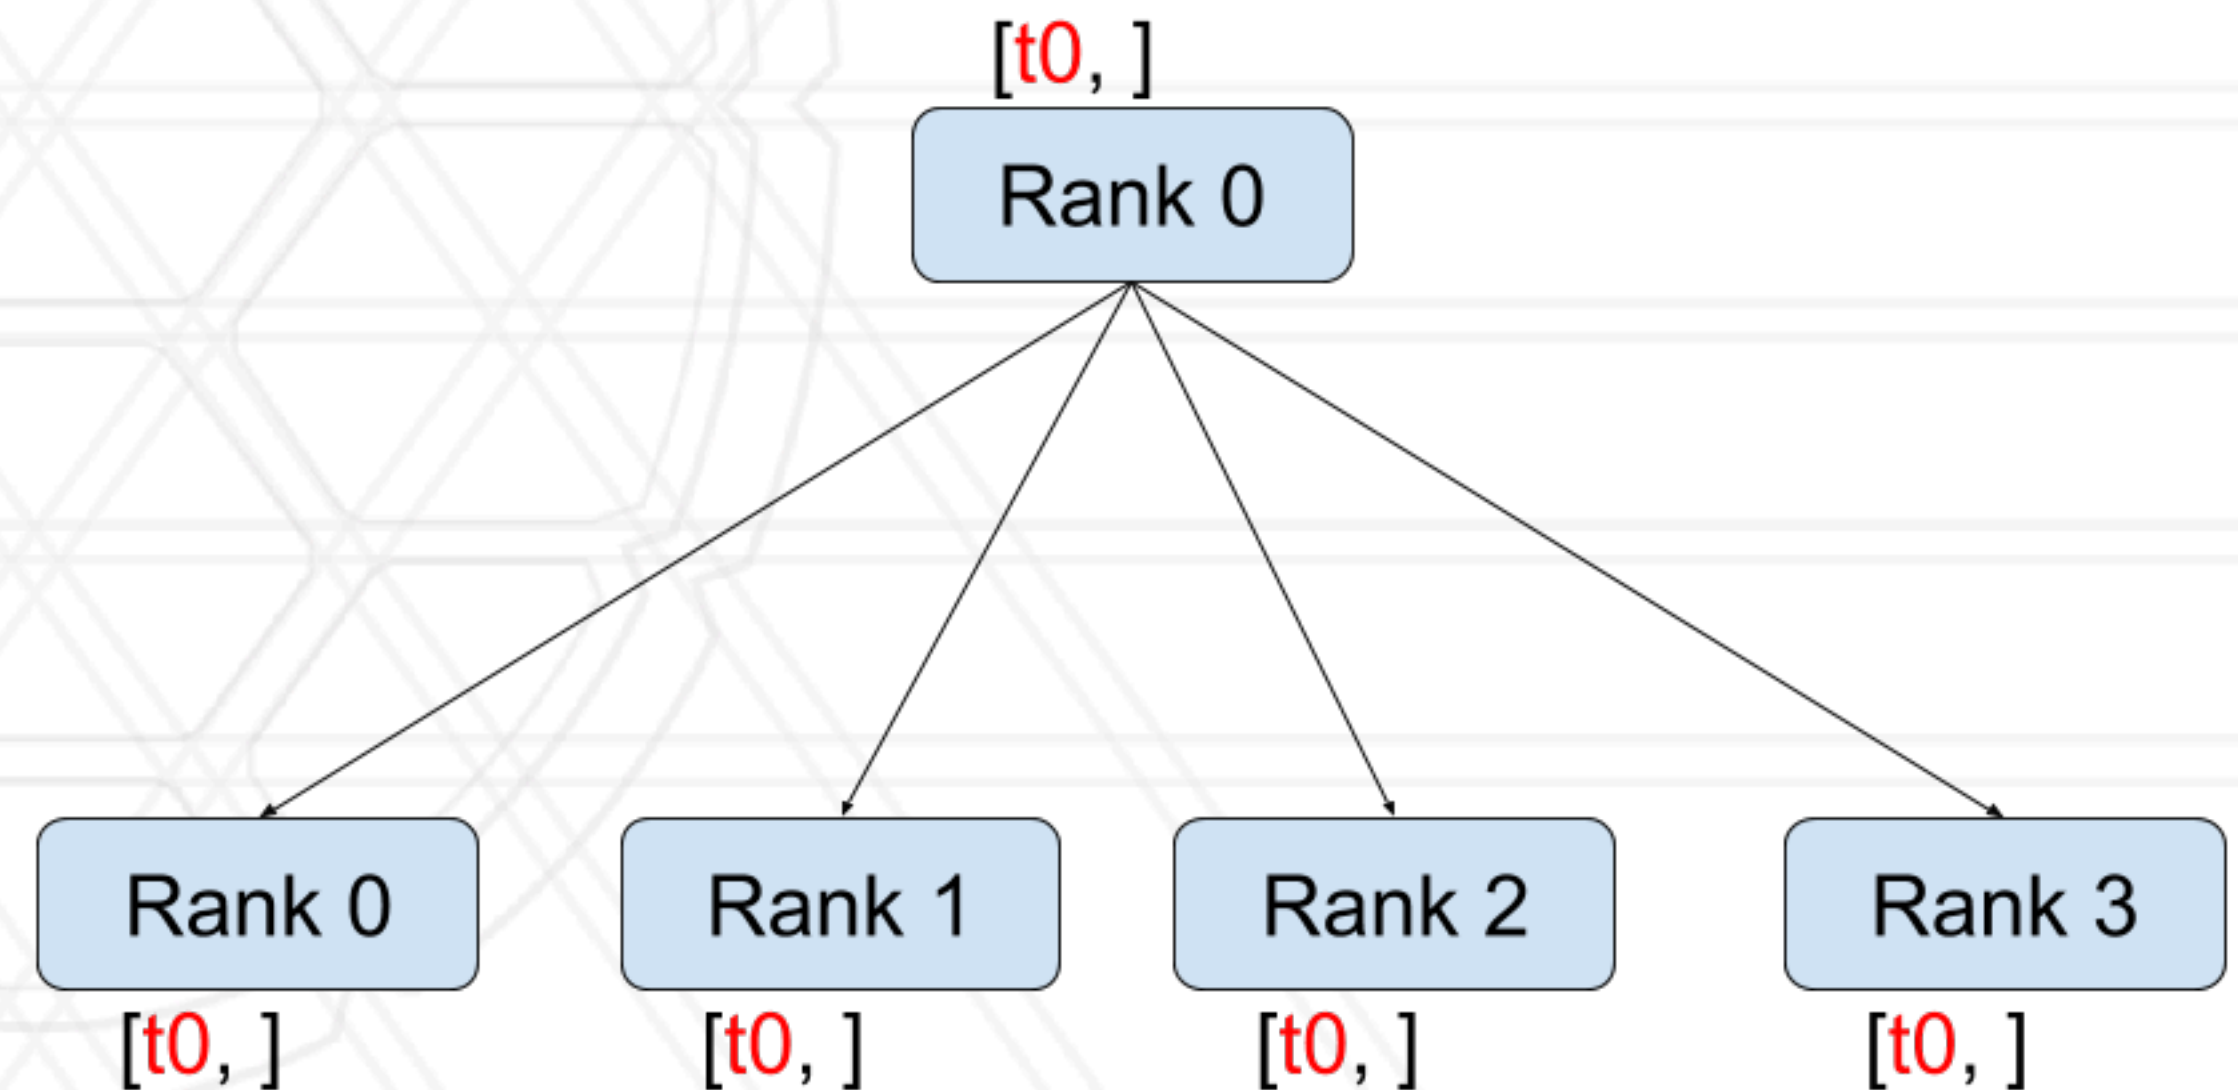 [t0, ]
Rank 0
Rank 0
Rank 1
Rank 2
Rank 3
[t0, ]
[t0, ]
[t0, ]
[t0, ]